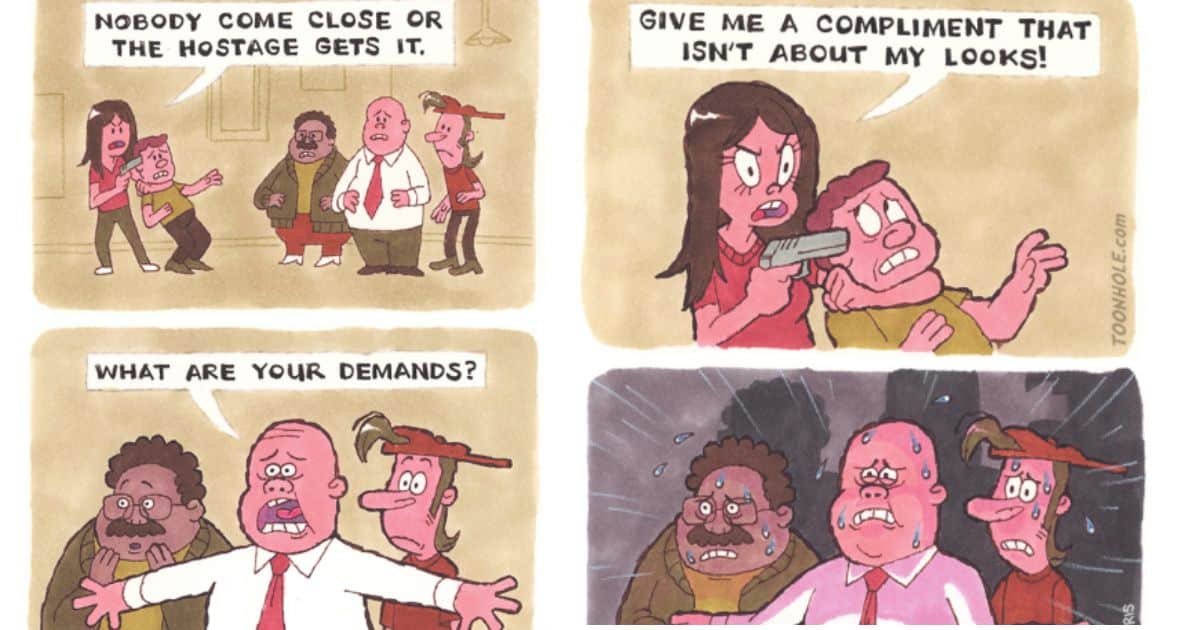 NOBODY COME CLOSE OR
THE HOSTAGE GETS IT.
WHAT ARE YOUR DEMANDS?
GIVE ME A COMPLIMENT THAT
ISN'T ABOUT MY LOOKS!
TOONHOLE.com
RIS